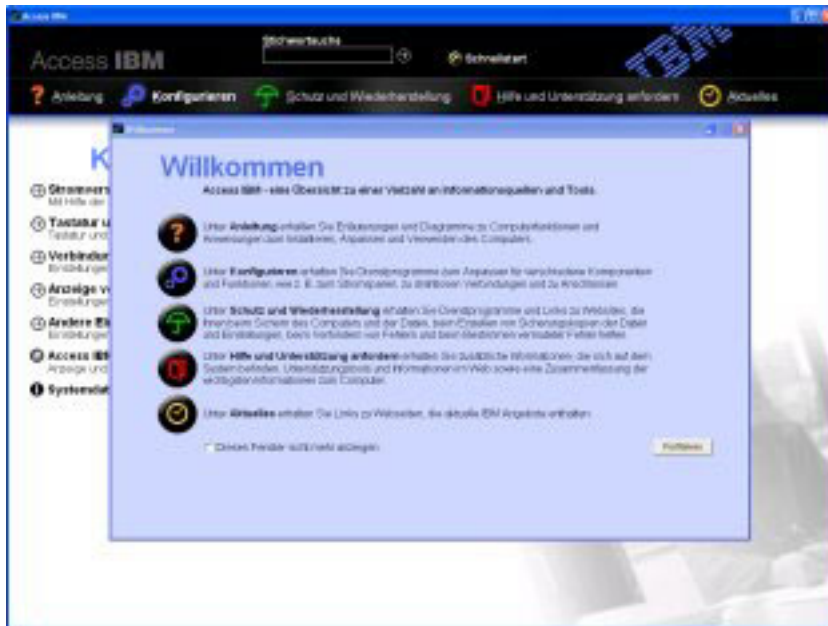 Access IBM
Stichwortsuche
Schnellstart
IBM
Access IBM
Anleitung
Konfigurieren
Schutz und Wiederherstellung
Hilfe und Unterstützung anfordern
Aktuelles
Willkommen
K
Willkommen
Access IBM - eine Übersicht zu einer Vielzahl an Informationsquellen und Tools.
Stromvers
Mit Hilfe der
Tastatur u
Tastatur und
Verbindun
Einstellungen
Anzeige v
Einstellungen
Andere Ei
Einstellungen
Access IBM
Anzeige und
Systemdat
Unter Anleitung erhalten Sie Erläuterungen und Diagramme zu Computerfunktionen und
Anweisungen zum Installieren, Anpassen und Verwenden des Computers.
Unter Konfigurieren erhalten Sie Dienstprogramme zum Anpassen für verschiedene Komponenten
und Funktionen, wie z. B. zum Stromsparen, zu drahtlosen Verbindungen und zu Anschlüssen.
Unter Schutz und Wiederherstellung erhalten Sie Dienstprogramme und Links zu Websites, die
Ihnen beim Sichern des Computers und der Daten, beim Erstellen von Sicherungskopien der Daten
und Einstellungen, beim Verhindern von Fehlern und beim Bestimmen vermuteter Fehler helfen.
Unter Hilfe und Unterstützung anfordern erhalten Sie zusätzliche Informationen, die sich auf dem
System befinden, Unterstützungstools und Informationen im Web sowie eine Zusammenfassung der
wichtigsten Informationen zum Computer.
Unter Aktuelles erhalten Sie Links zu Webseiten, die aktuelle IBM Angebote enthalten.
Dieses Fenster nicht mehr anzeigen
Fortfahren